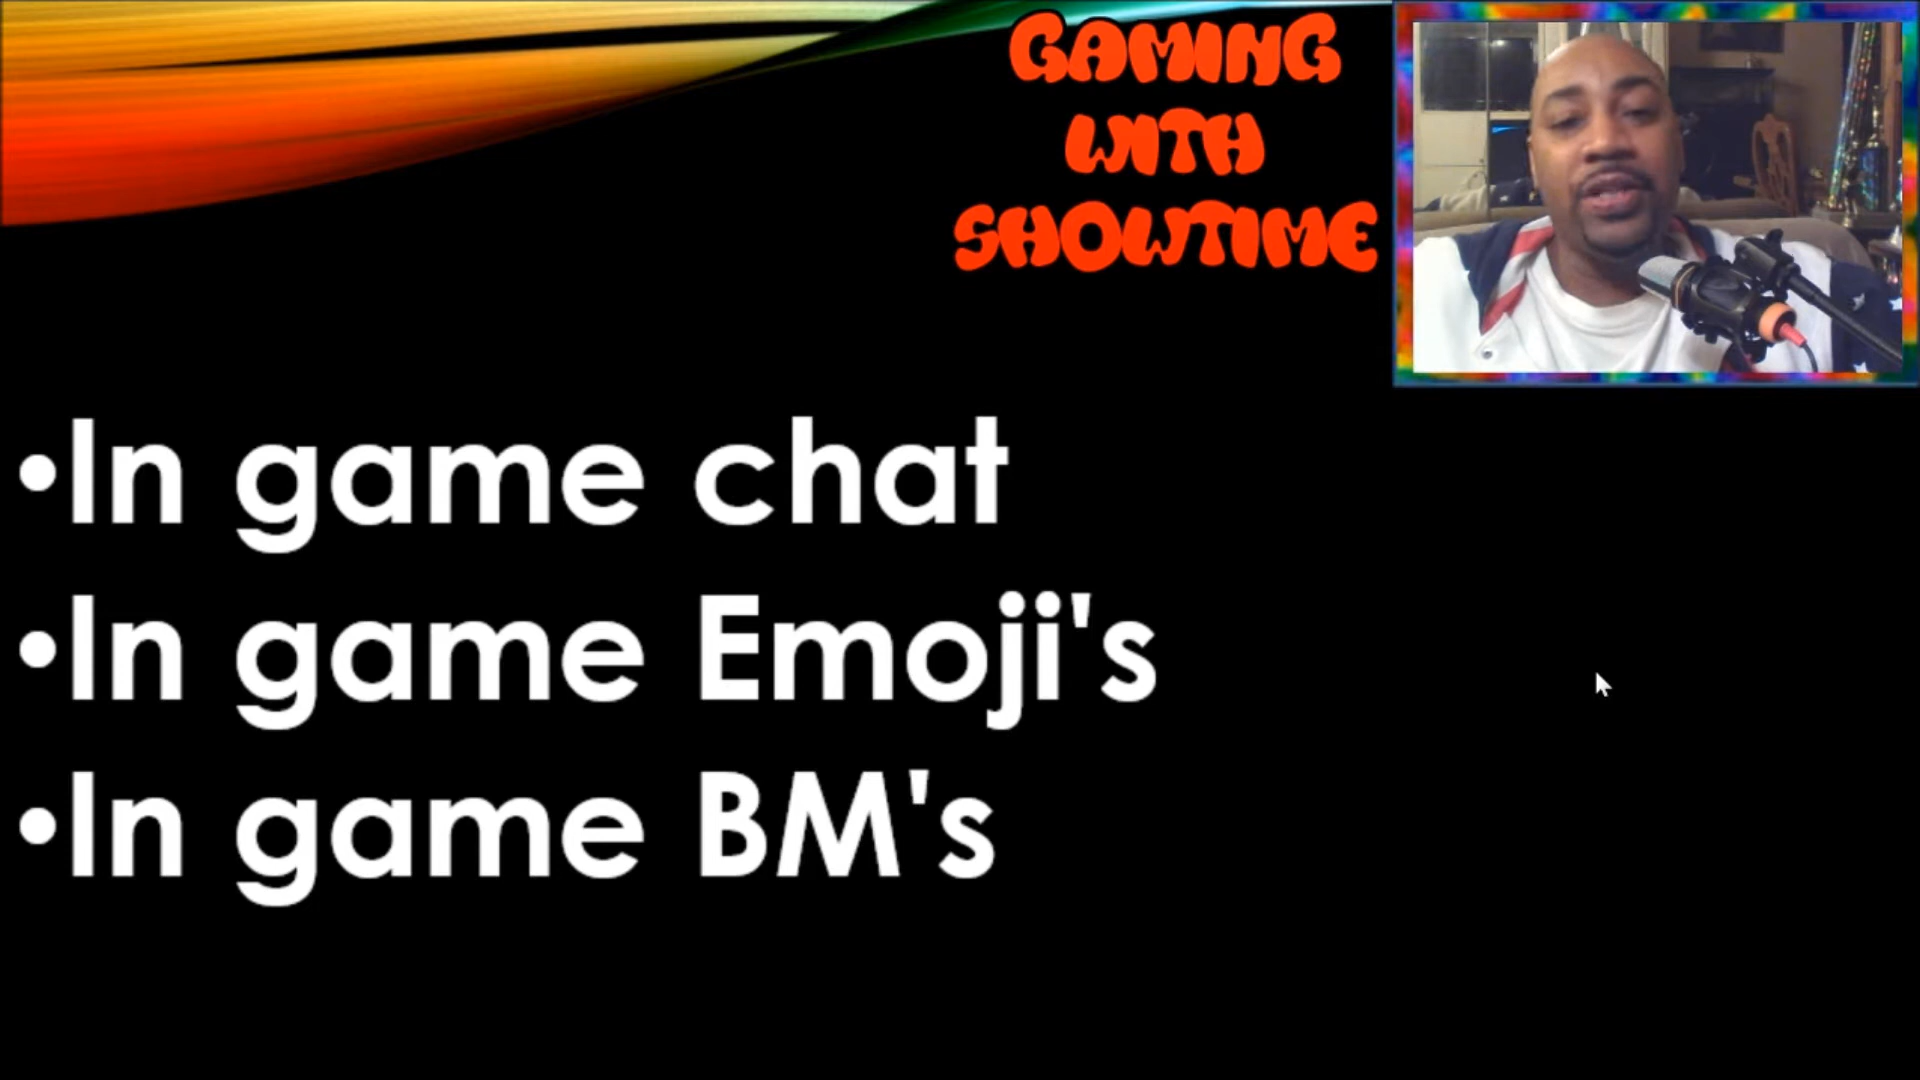 GAMING
WITH
SHOWTIME
•In game chat
•In game Emoji's
•In game BM's